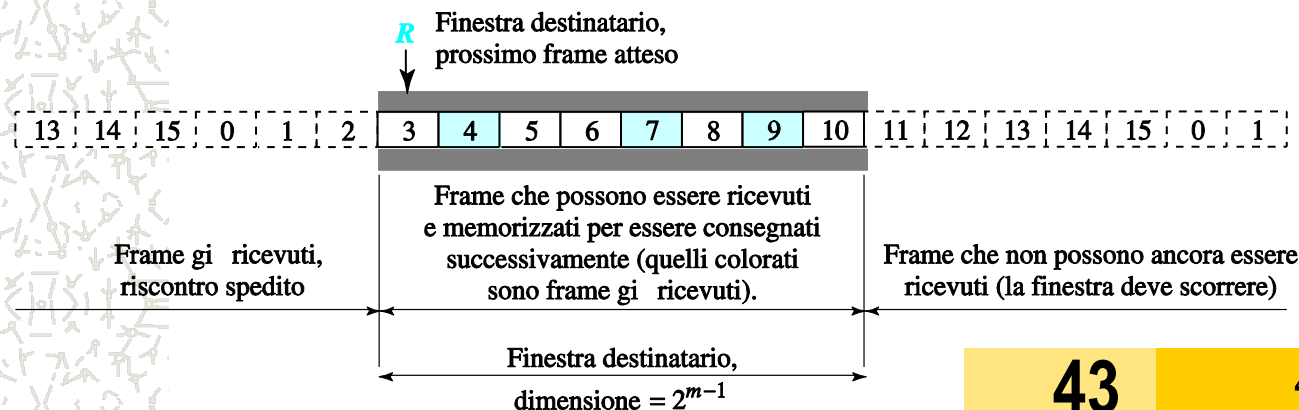 R
Finestra destinatario,
prossimo frame atteso
13 14 15 0 1 2 3 4 5 6 7 8 9 10 11 12 13 14 15 0 1
Frame che possono essere ricevuti
e memorizzati per essere consegnati
successivamente (quelli colorati
sono frame gi ricevuti).
Frame gi ricevuti,
riscontro spedito
Frame che non possono ancora essere
ricevuti (la finestra deve scorrere)
Finestra destinatario,
dimensione = 2^{m-1}
43